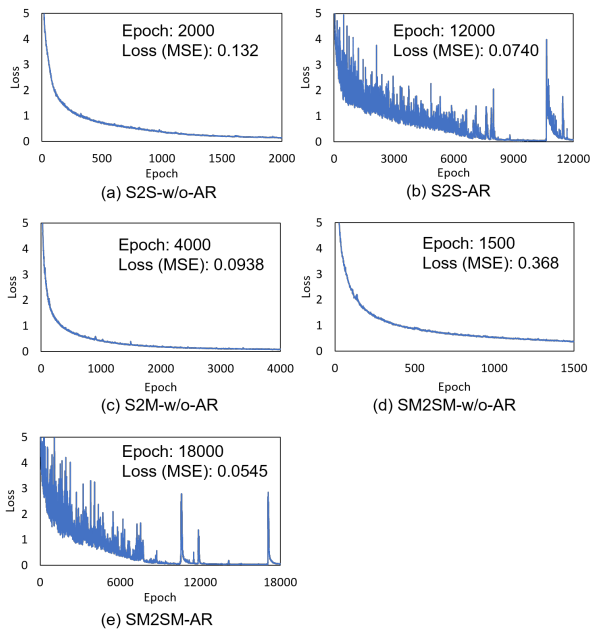 5
4
3
2
1
0
Loss
Epoch: 2000
Loss (MSE): 0.132
0 500 1000 1500 2000
Epoch
(a) S2S-w/o-AR
5
4
3
2
1
0
Loss
Epoch: 12000
Loss (MSE): 0.0740
0 3000 6000 9000 12000
Epoch
(b) S2S-AR
5
4
3
2
1
0
Loss
Epoch: 4000
Loss (MSE): 0.0938
0 1000 2000 3000 4000
Epoch
(c) S2M-w/o-AR
5
4
3
2
1
0
Loss
Epoch: 1500
Loss (MSE): 0.368
0 500 1000 1500
Epoch
(d) SM2SM-w/o-AR
5
4
3
2
1
0
Loss
Epoch: 18000
Loss (MSE): 0.0545
0 6000 12000 18000
Epoch
(e) SM2SM-AR